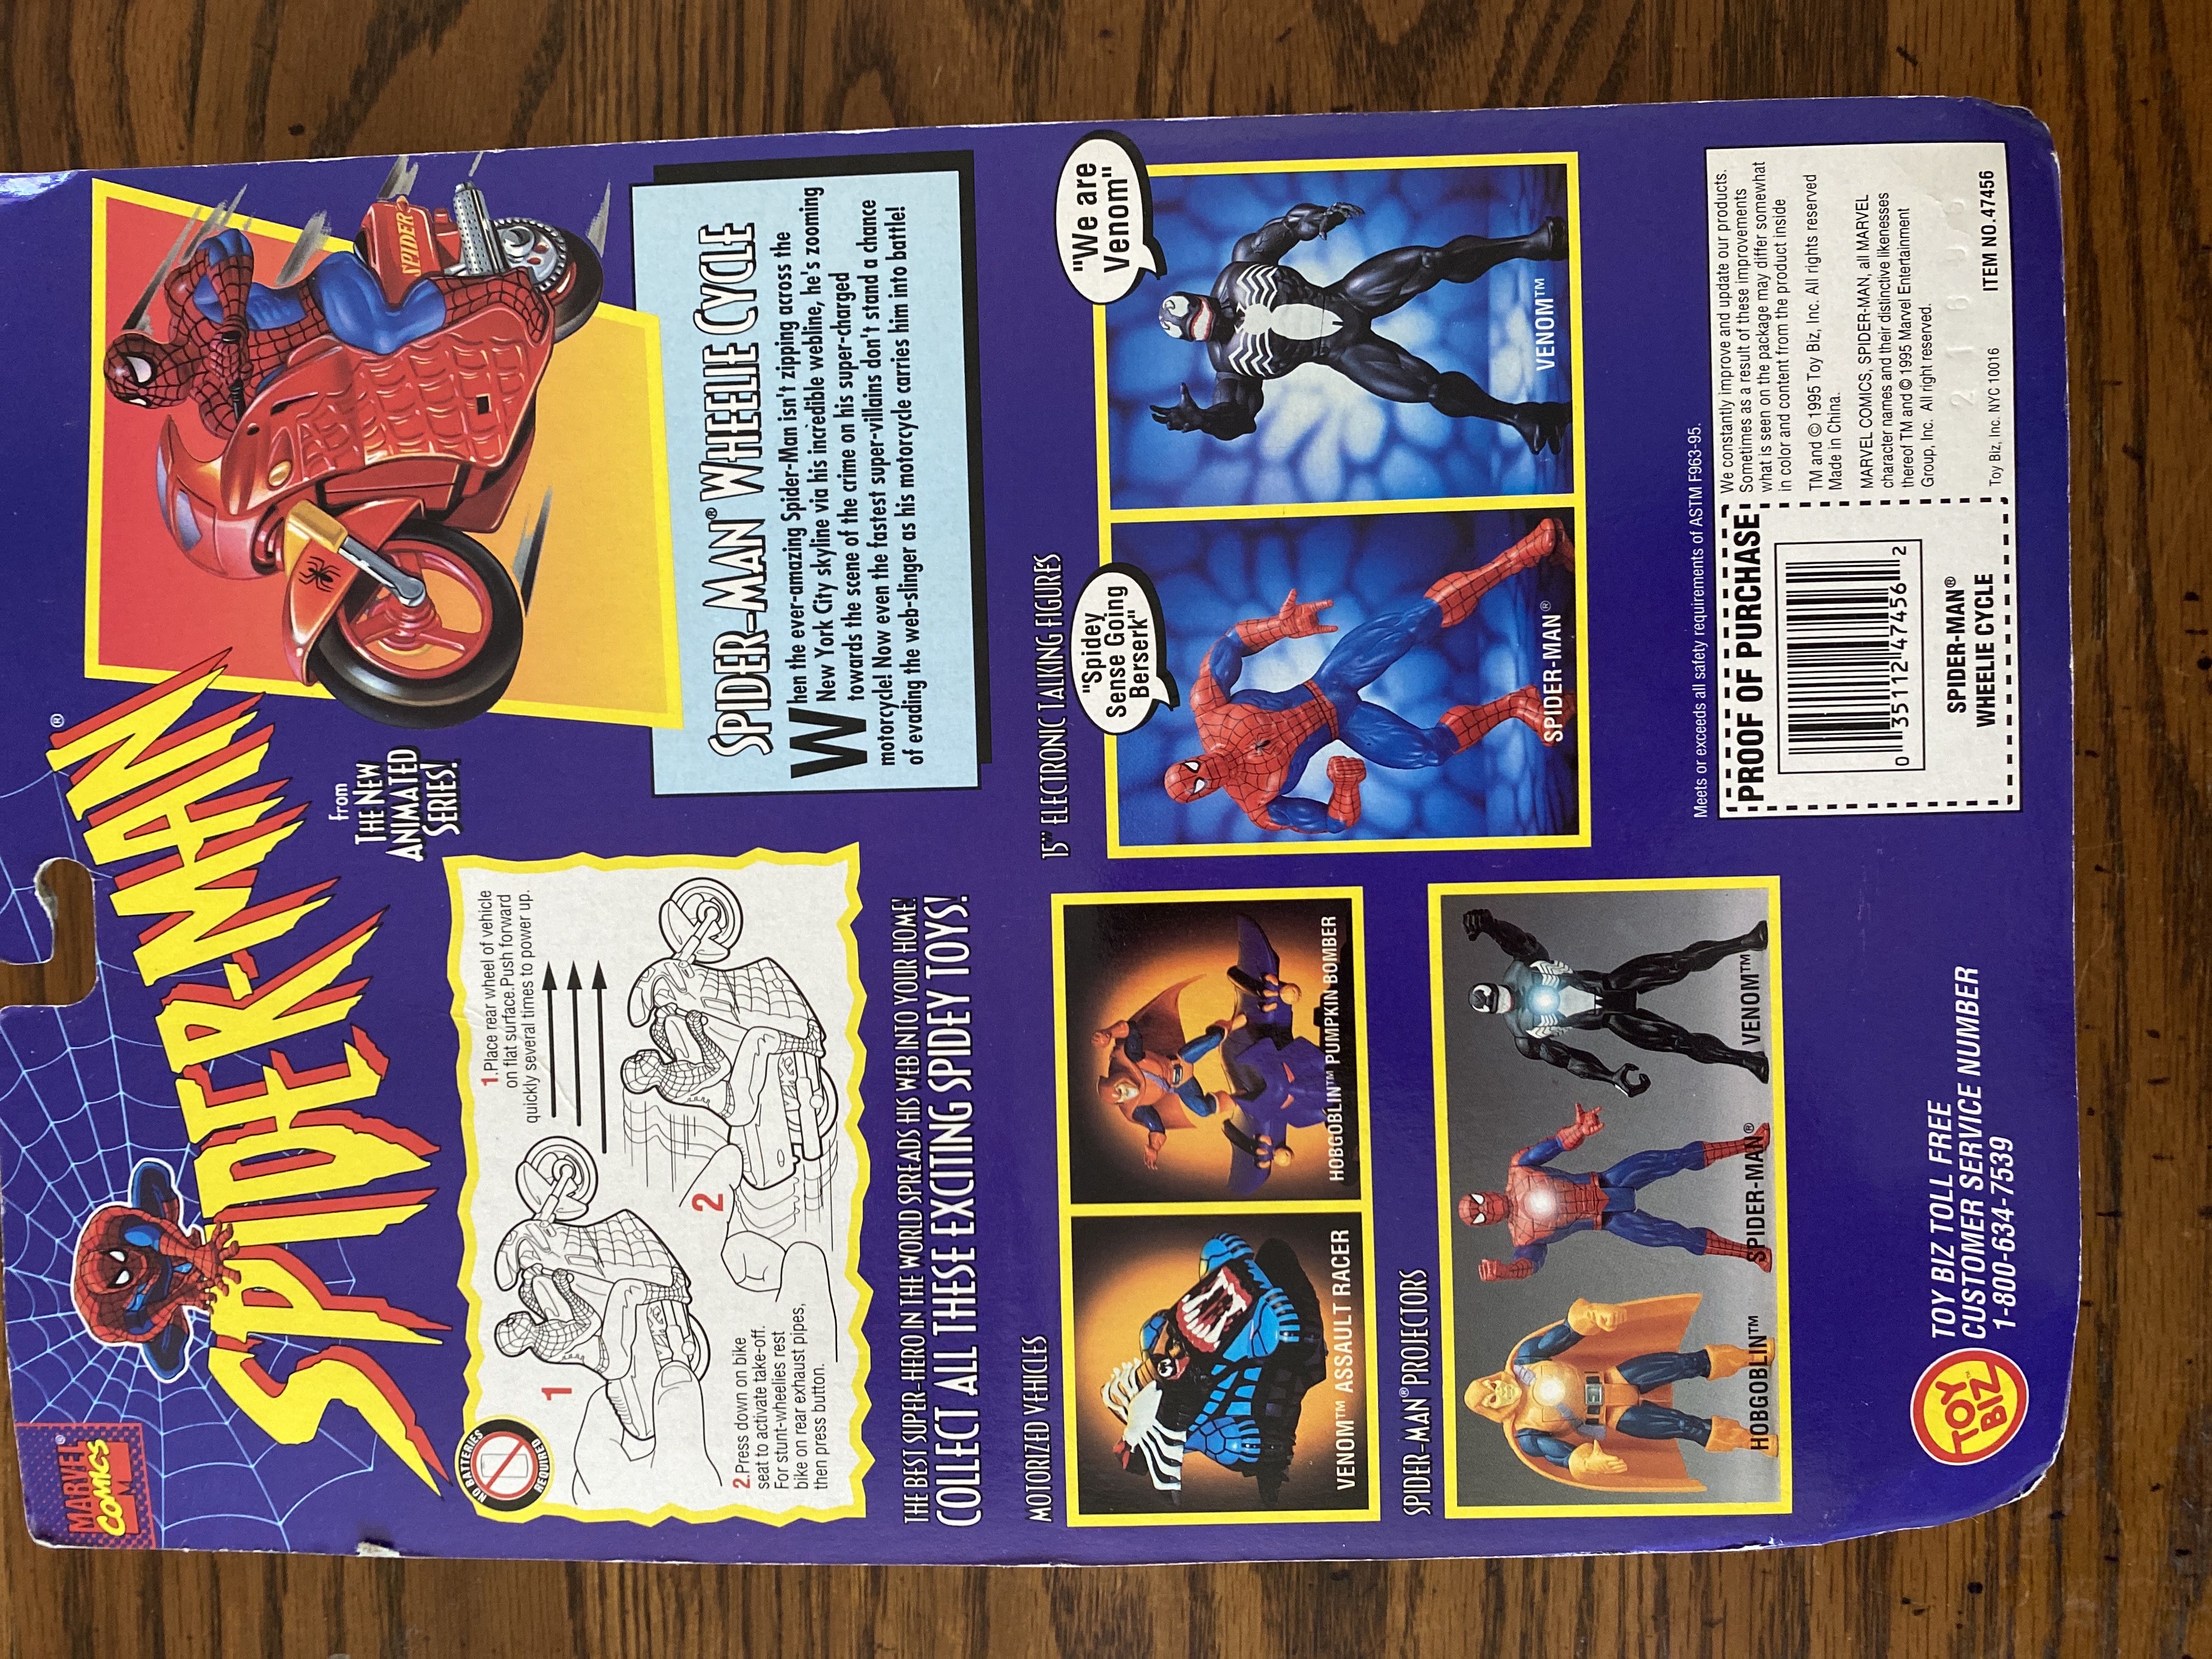 MARVEL®
COMICS
SPIDER-MAN®
from
THE NEW
ANIMATED
SERIES!
NO BATTERIES
REQUIRED
1
1.Place rear wheel of vehicle
on flat surface.Push forward
quickly several times to power up.
2
2.Press down on bike
seat to activate take-off.
For stunt-wheelies rest
bike on rear exhaust pipes,
then press button.
SPIDER
SPIDER-MAN® WHEELIE CYCLE
When the ever-amazing Spider-Man isn't zipping across the
New York City skyline via his incredible webline, he's zooming
towards the scene of the crime on his super-charged
motorcycle! Now even the fastest super-villains don't stand a chance
of evading the web-slinger as his motorcycle carries him into battle!
THE BEST SUPER-HERO IN THE WORLD SPREADS HIS WEB INTO YOUR HOME!
COLLECT ALL THESE EXCITING SPIDEY TOYS!
MOTORIZED VEHICLES
VENOM™ ASSAULT RACER
HOBGOBLIN™ PUMPKIN BOMBER
15" ELECTRONIC TALKING FIGURES
"Spidey
Sense Going
Berserk"
SPIDER-MAN®
"We are
Venom"
VENOM™
SPIDER-MAN® PROJECTORS
HOBGOBLIN™
SPIDER-MAN®
VENOM™
Meets or exceeds all safety requirements of ASTM F963-95.
PROOF OF PURCHASE
0 35112 47456 2
SPIDER-MAN®
WHEELIE CYCLE
We constantly improve and update our products.
Sometimes as a result of these improvements
what is seen on the package may differ somewhat
in color and content from the product inside
TM and © 1995 Toy Biz, Inc. All rights reserved
Made in China.
MARVEL COMICS, SPIDER-MAN, all MARVEL
character names and their distinctive likenesses
thereof TM and © 1995 Marvel Entertainment
Group, Inc. All right reserved.
Toy Biz, Inc. NYC 10016 ITEM NO.47456
TOY
BIZ™
TOY BIZ TOLL FREE
CUSTOMER SERVICE NUMBER
1-800-634-7539